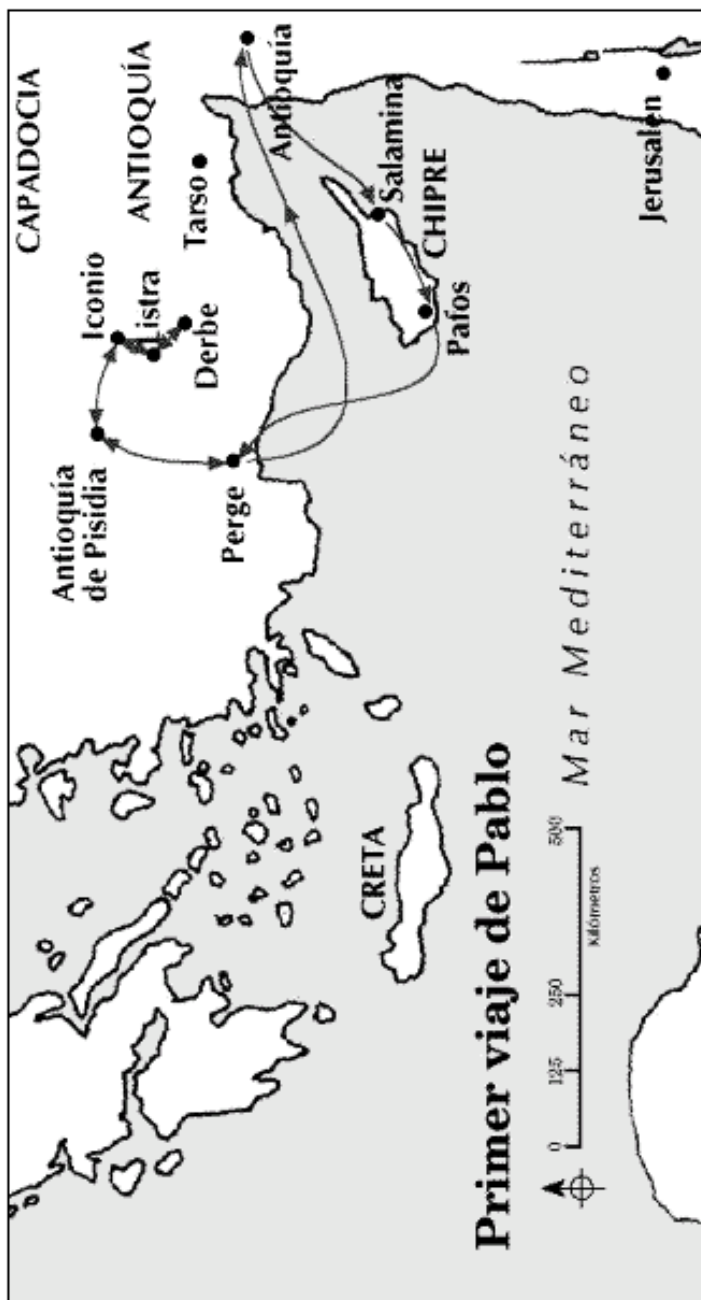 CAPADOCIA
ANTIOQUÍA
Iconio
Listra
Derbe
Tarso
Antioquía
de Pisidia
Perge
Antioquía
Salamina
CHIPRE
Pafos
Jerusalén
CRETA
Mar Mediterráneo
Primer viaje de Pablo
0 125 250 500
Kilómetros